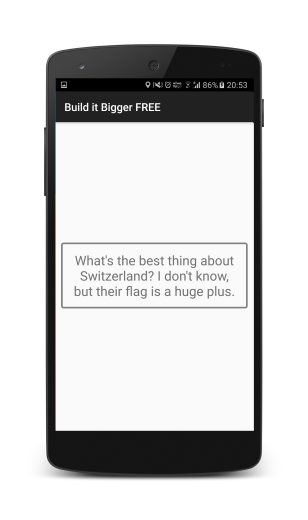 86% 20:53
Build it Bigger FREE
What's the best thing about
Switzerland? I don't know,
but their flag is a huge plus.